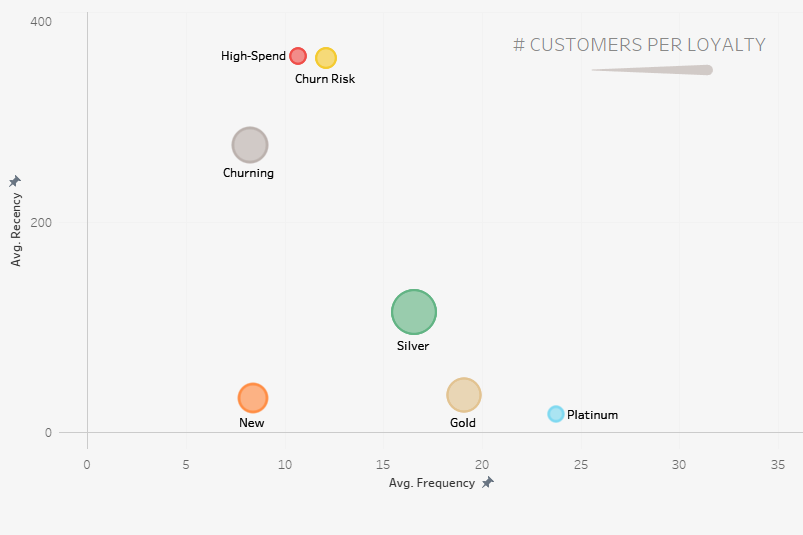 # CUSTOMERS PER LOYALTY
400
High-Spend
Churn Risk
Churning
200
Avg. Recency
Silver
New
Gold
Platinum
0
0 5 10 15 20 25 30 35
Avg. Frequency